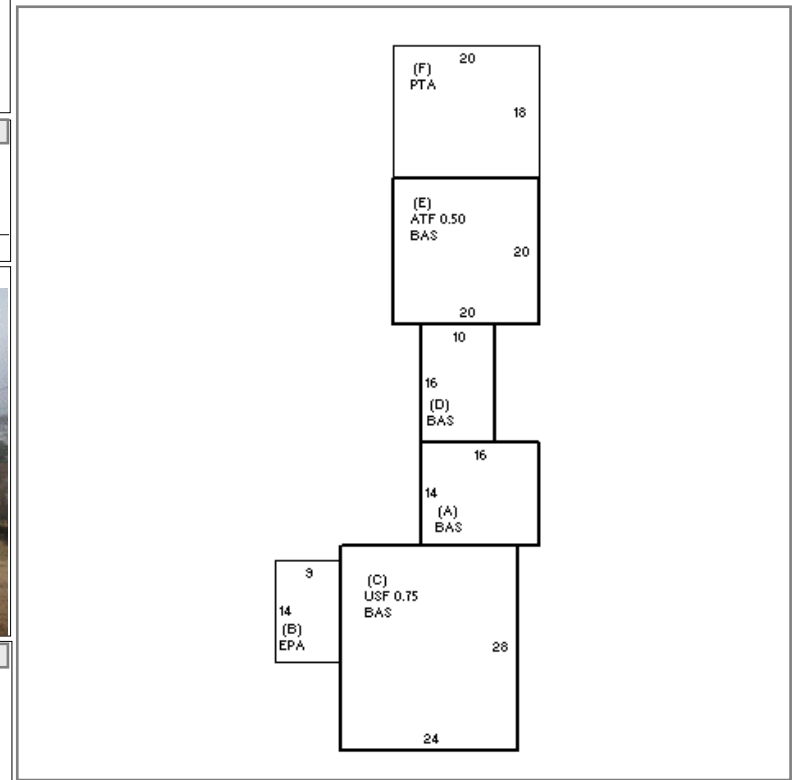 20
(F)
PTA
18
(E)
ATF 0.50
BAS
20
20
10
16
(D)
BAS
16
14
(A)
BAS
9
(C)
USF 0.75
BAS
14
(B)
EPA
28
24